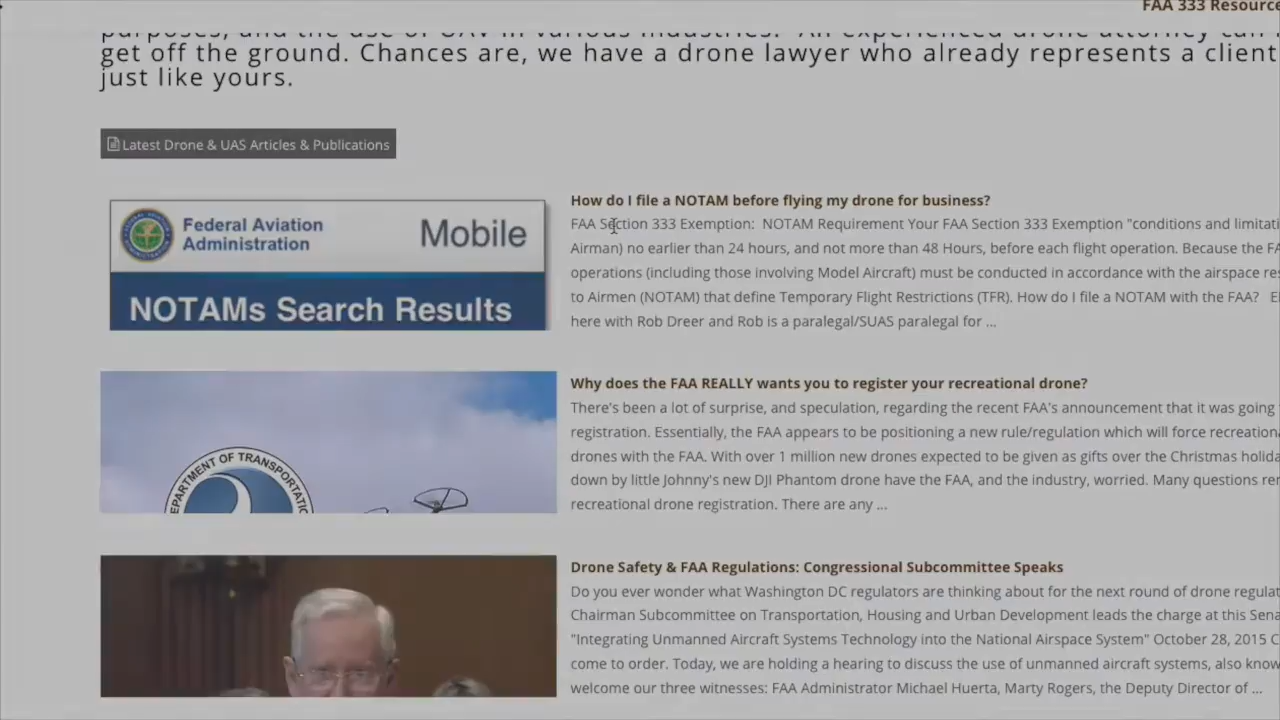 FAA 333 Resource
purposes, and the use of UAV in various industries. An experienced drone attorney can
get off the ground. Chances are, we have a drone lawyer who already represents a client
just like yours.
Latest Drone & UAS Articles & Publications
Federal Aviation
Administration
Mobile
NOTAMs Search Results
How do I file a NOTAM before flying my drone for business?
FAA Section 333 Exemption: NOTAM Requirement Your FAA Section 333 Exemption "conditions and limitati
Airman) no earlier than 24 hours, and not more than 48 Hours, before each flight operation. Because the FA
operations (including those involving Model Aircraft) must be conducted in accordance with the airspace res
to Airmen (NOTAM) that define Temporary Flight Restrictions (TFR). How do I file a NOTAM with the FAA? E
here with Rob Dreer and Rob is a paralegal/SUAS paralegal for ...
EPARTMENT OF TRANSPORTATIO
Why does the FAA REALLY wants you to register your recreational drone?
There's been a lot of surprise, and speculation, regarding the recent FAA's announcement that it was going
registration. Essentially, the FAA appears to be positioning a new rule/regulation which will force recreation
drones with the FAA. With over 1 million new drones expected to be given as gifts over the Christmas holida
down by little Johnny's new DJI Phantom drone have the FAA, and the industry, worried. Many questions rem
recreational drone registration. There are any ...
Drone Safety & FAA Regulations: Congressional Subcommittee Speaks
Do you ever wonder what Washington DC regulators are thinking about for the next round of drone regulat
Chairman Subcommittee on Transportation, Housing and Urban Development leads the charge at this Sena
"Integrating Unmanned Aircraft Systems Technology into the National Airspace System" October 28, 2015 C
come to order. Today, we are holding a hearing to discuss the use of unmanned aircraft systems, also know
welcome our three witnesses: FAA Administrator Michael Huerta, Marty Rogers, the Deputy Director of ...